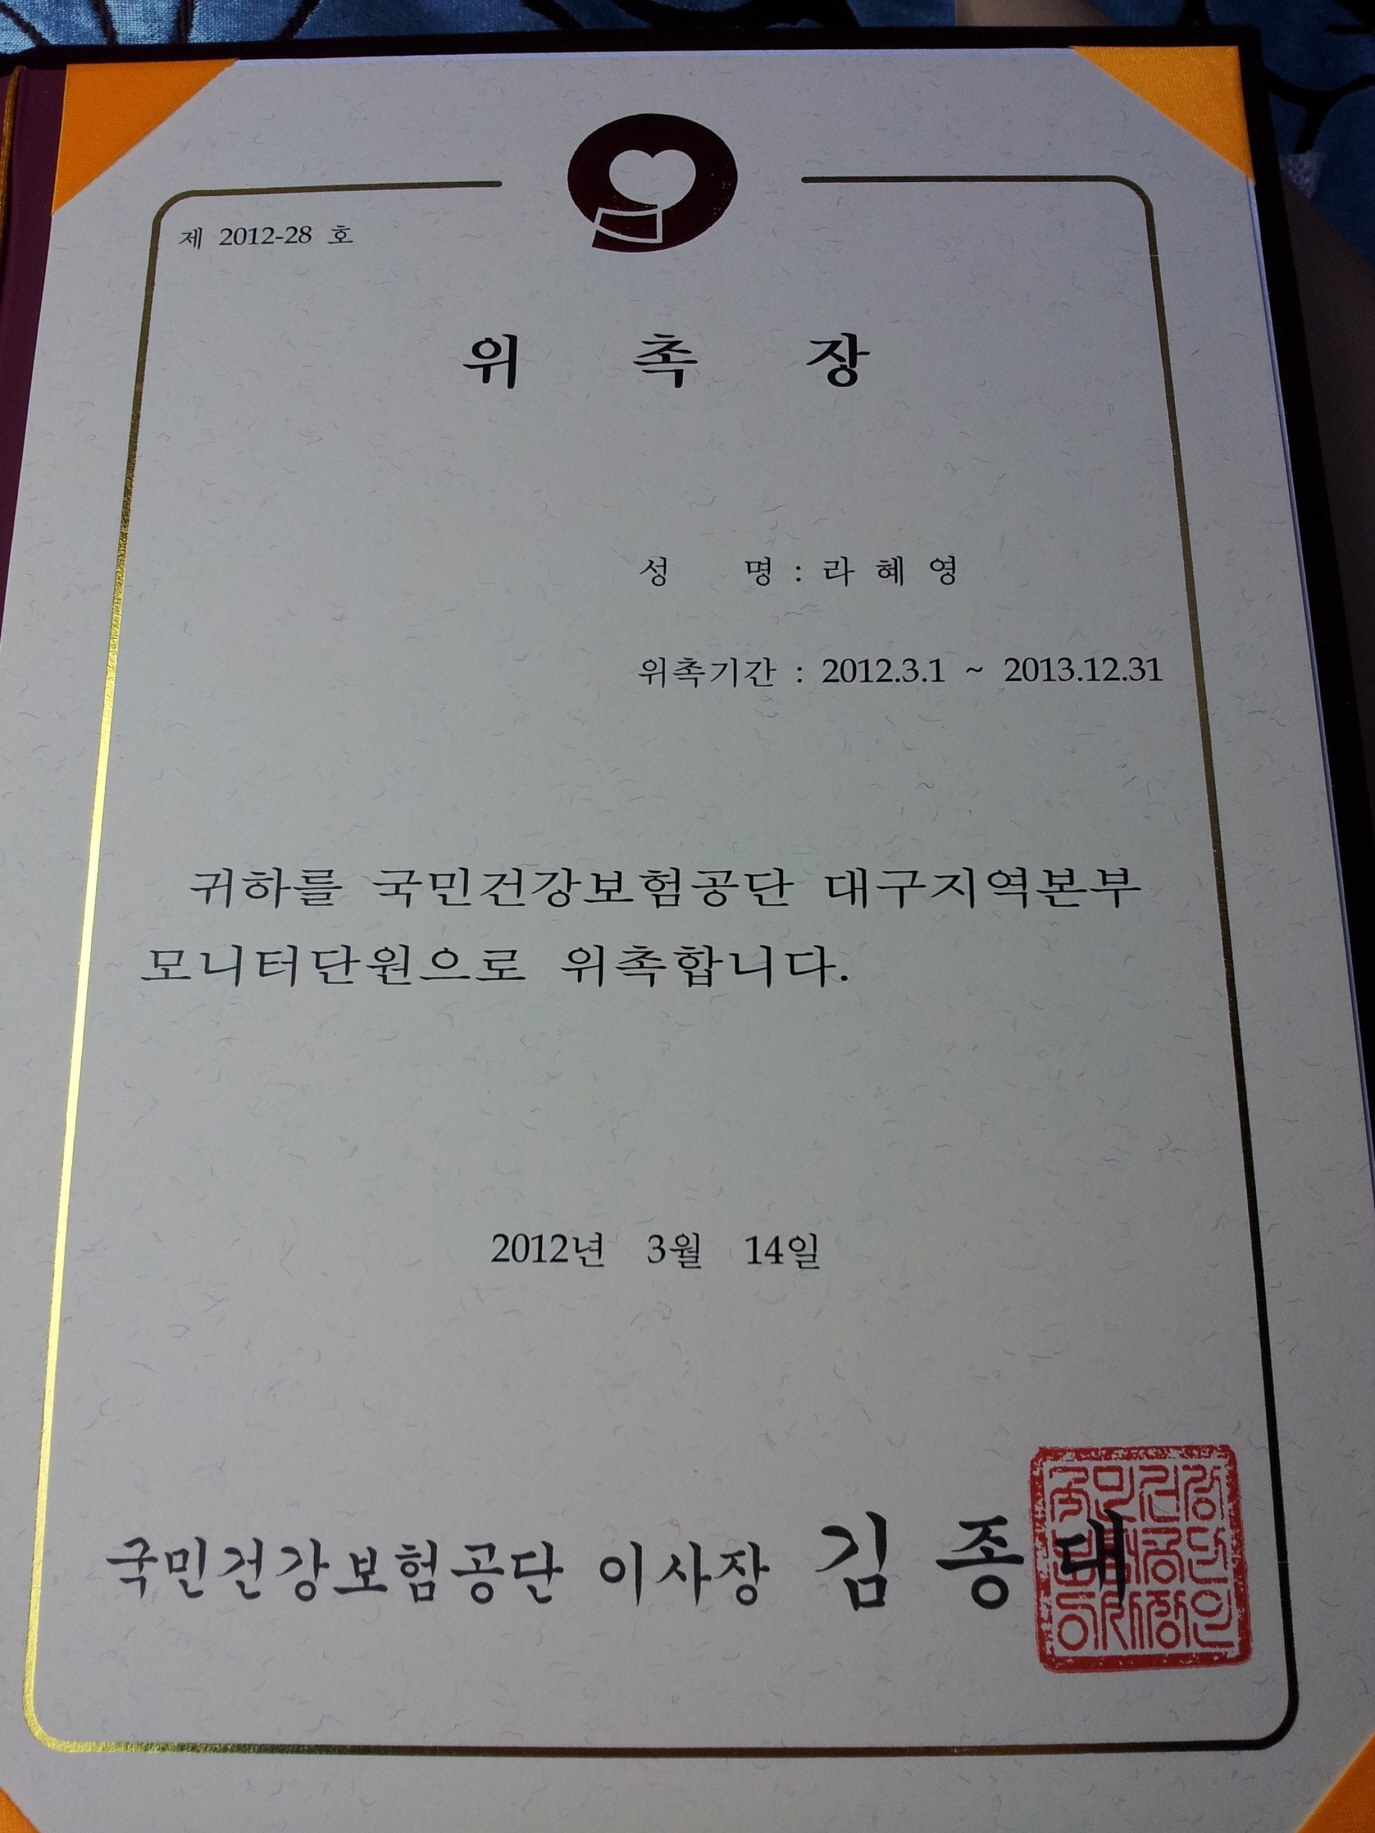 제 2012-28 호
위 촉 장
성 명 : 라 혜 영
위촉기간 : 2012.3.1 ~ 2013.12.31
귀하를 국민건강보험공단 대구지역본부
모니터단원으로 위촉합니다.
2012년 3월 14일
국민건강보험공단 이사장 김 종 대